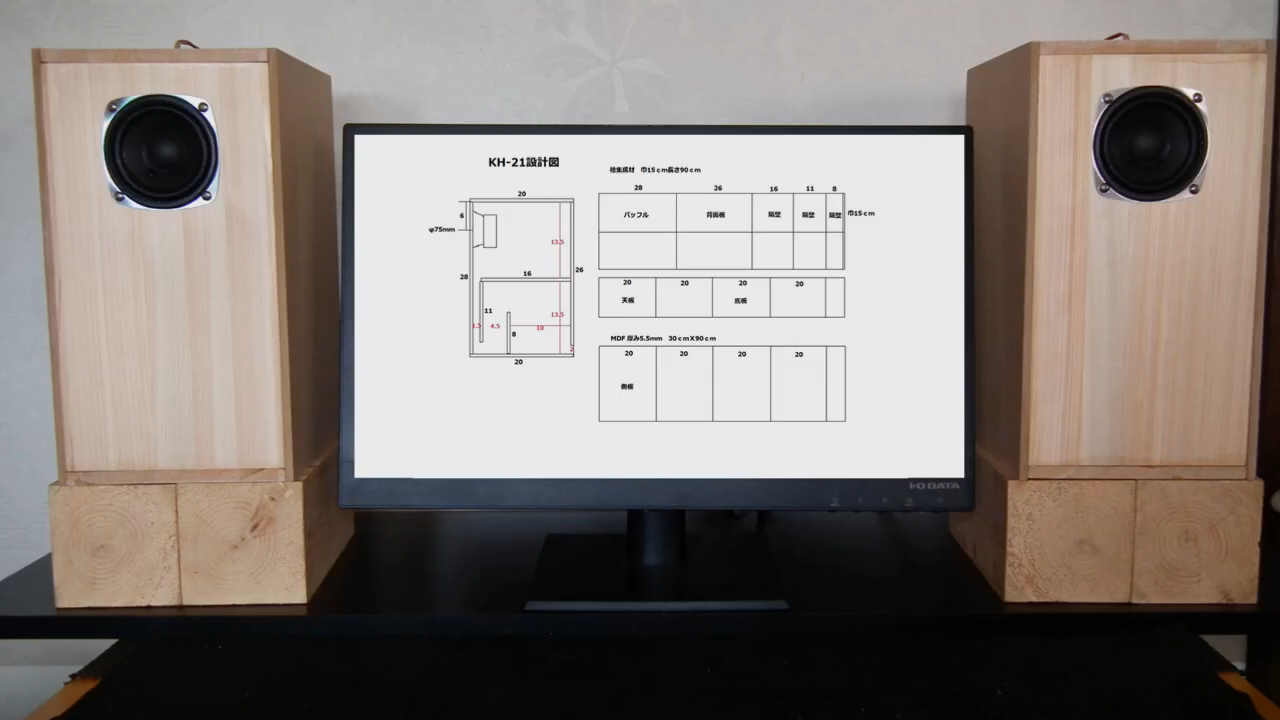 KH-21設計図
桧集成材 巾15cm長さ90cm
20
6
φ75mm
13.5
28
26
16
11
13.5
1.5
4.5
10
8
2
20
28 26 16 11 8
バッフル 背面板 隔壁 隔壁 隔壁 巾15cm
20 20 20 20
天板 底板
MDF 厚み5.5mm 30cmX90cm
20 20 20 20
側板
I-O DATA